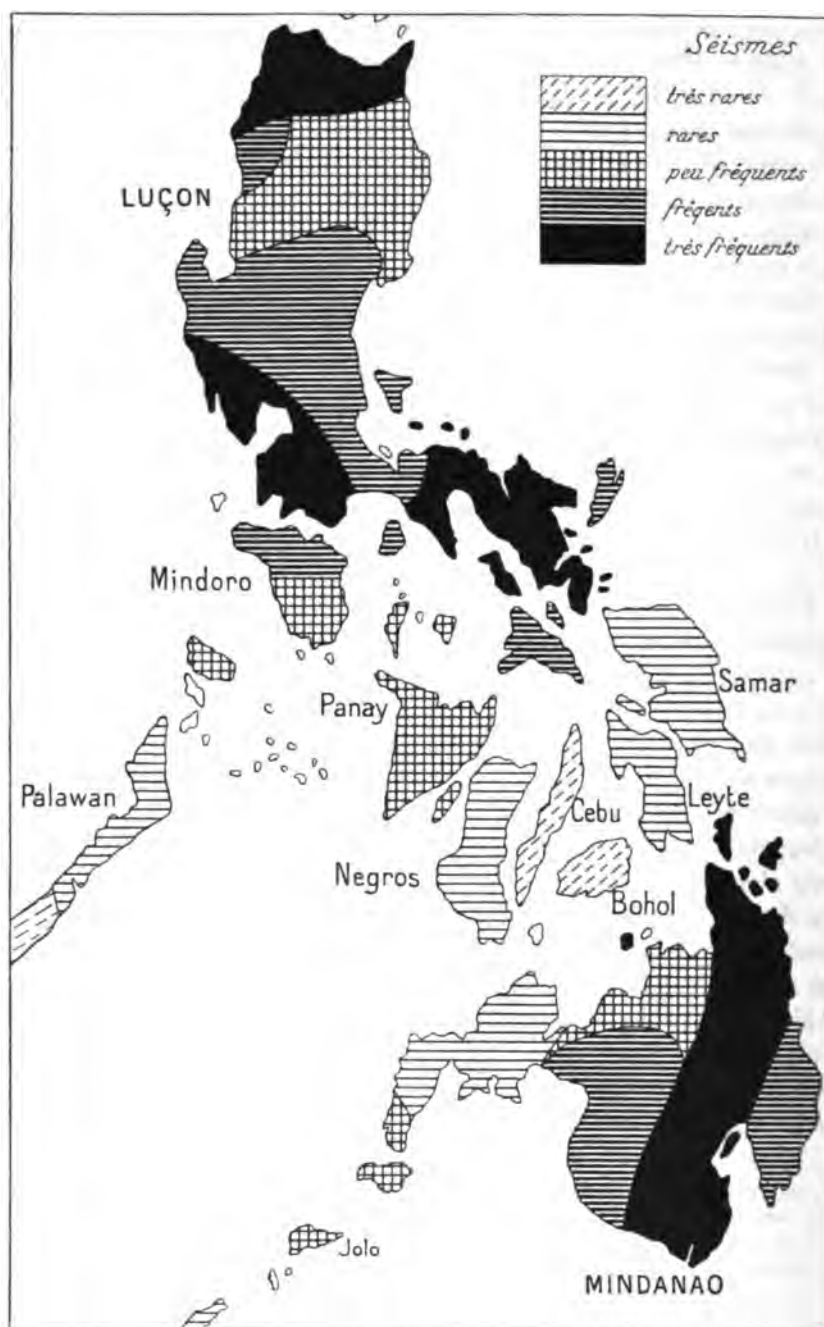 Séismes
très rares
rares
peu fréquents
fréqents
très fréquents
LUÇON
Mindoro
Samar
Panay
Palawan
Cebu
Leyte
Negros
Bohol
Jolo
MINDANAO